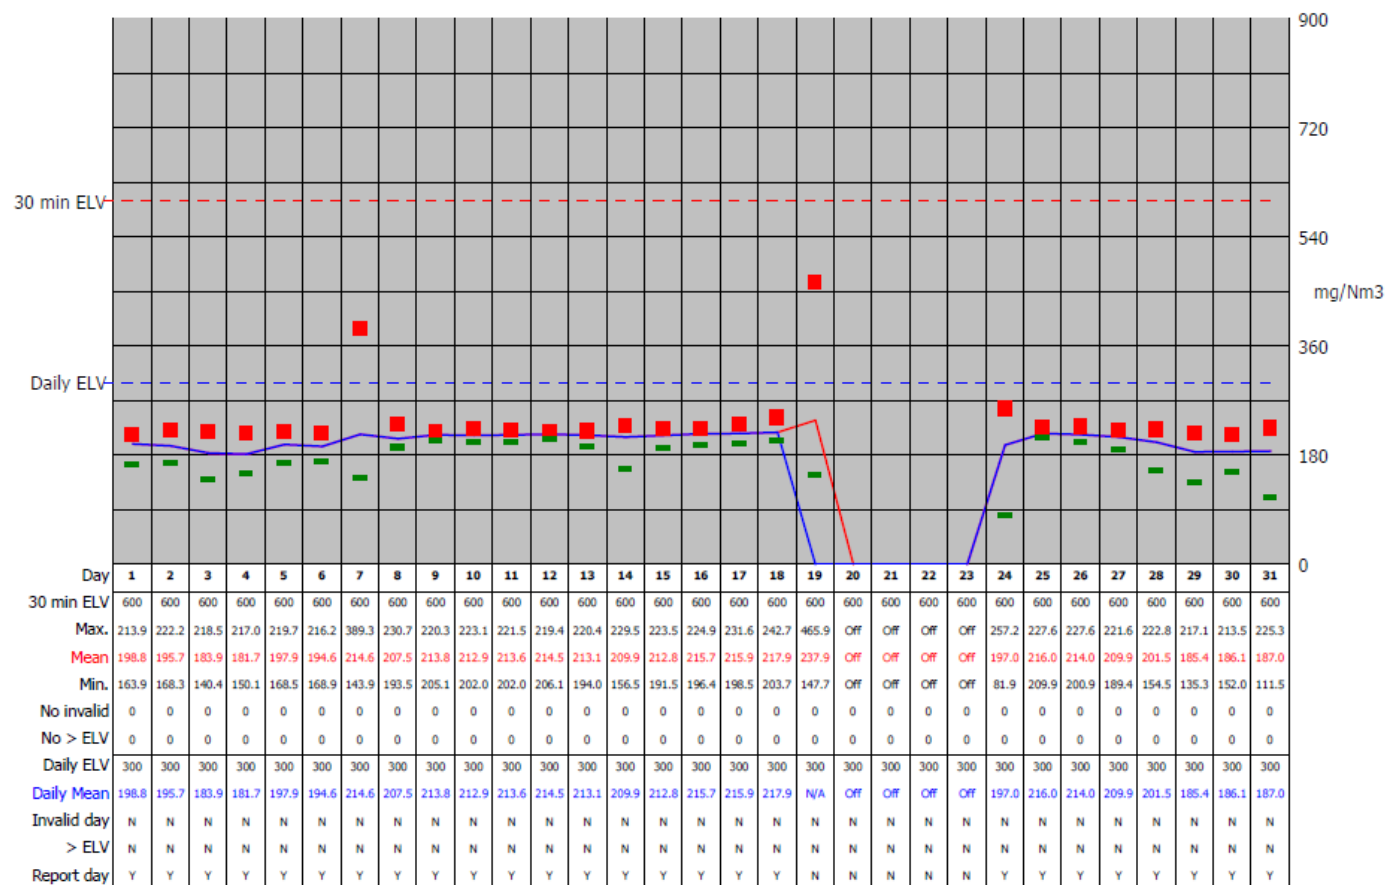 900
720
30 min ELV
540
mg/Nm3
360
Daily ELV
180
0
Day 1 2 3 4 5 6 7 8 9 10 11 12 13 14 15 16 17 18 19 20 21 22 23 24 25 26 27 28 29 30 31
30 min ELV 600 600 600 600 600 600 600 600 600 600 600 600 600 600 600 600 600 600 600 600 600 600 600 600 600 600 600 600 600 600 600
Max. 213.9 222.2 218.5 217.0 219.7 216.2 389.3 230.7 220.3 223.1 221.5 219.4 220.4 229.5 223.5 224.9 231.6 242.7 465.9 Off Off Off Off 257.2 227.6 227.6 221.6 222.8 217.1 213.5 225.3
Mean 198.8 195.7 183.9 181.7 197.9 194.6 214.6 207.5 213.8 212.9 213.6 214.5 213.1 209.9 212.8 215.7 215.9 217.9 237.9 Off Off Off Off 197.0 216.0 214.0 209.9 201.5 185.4 186.1 187.0
Min. 163.9 168.3 140.4 150.1 168.5 168.9 143.9 193.5 205.1 202.0 202.0 206.1 194.0 156.5 191.5 196.4 198.5 203.7 147.7 Off Off Off Off 81.9 209.9 200.9 189.4 154.5 135.3 152.0 111.5
No invalid 0 0 0 0 0 0 0 0 0 0 0 0 0 0 0 0 0 0 0 0 0 0 0 0 0 0 0 0 0 0 0
No > ELV 0 0 0 0 0 0 0 0 0 0 0 0 0 0 0 0 0 0 0 0 0 0 0 0 0 0 0 0 0 0 0
Daily ELV 300 300 300 300 300 300 300 300 300 300 300 300 300 300 300 300 300 300 300 300 300 300 300 300 300 300 300 300 300 300 300
Daily Mean 198.8 195.7 183.9 181.7 197.9 194.6 214.6 207.5 213.8 212.9 213.6 214.5 213.1 209.9 212.8 215.7 215.9 217.9 N/A Off Off Off Off 197.0 216.0 214.0 209.9 201.5 185.4 186.1 187.0
Invalid day N N N N N N N N N N N N N N N N N N N N N N N N N N N N N N N
> ELV N N N N N N N N N N N N N N N N N N N N N N N N N N N N N N N
Report day Y Y Y Y Y Y Y Y Y Y Y Y Y Y Y Y Y Y N N N N N Y Y Y Y Y Y Y Y